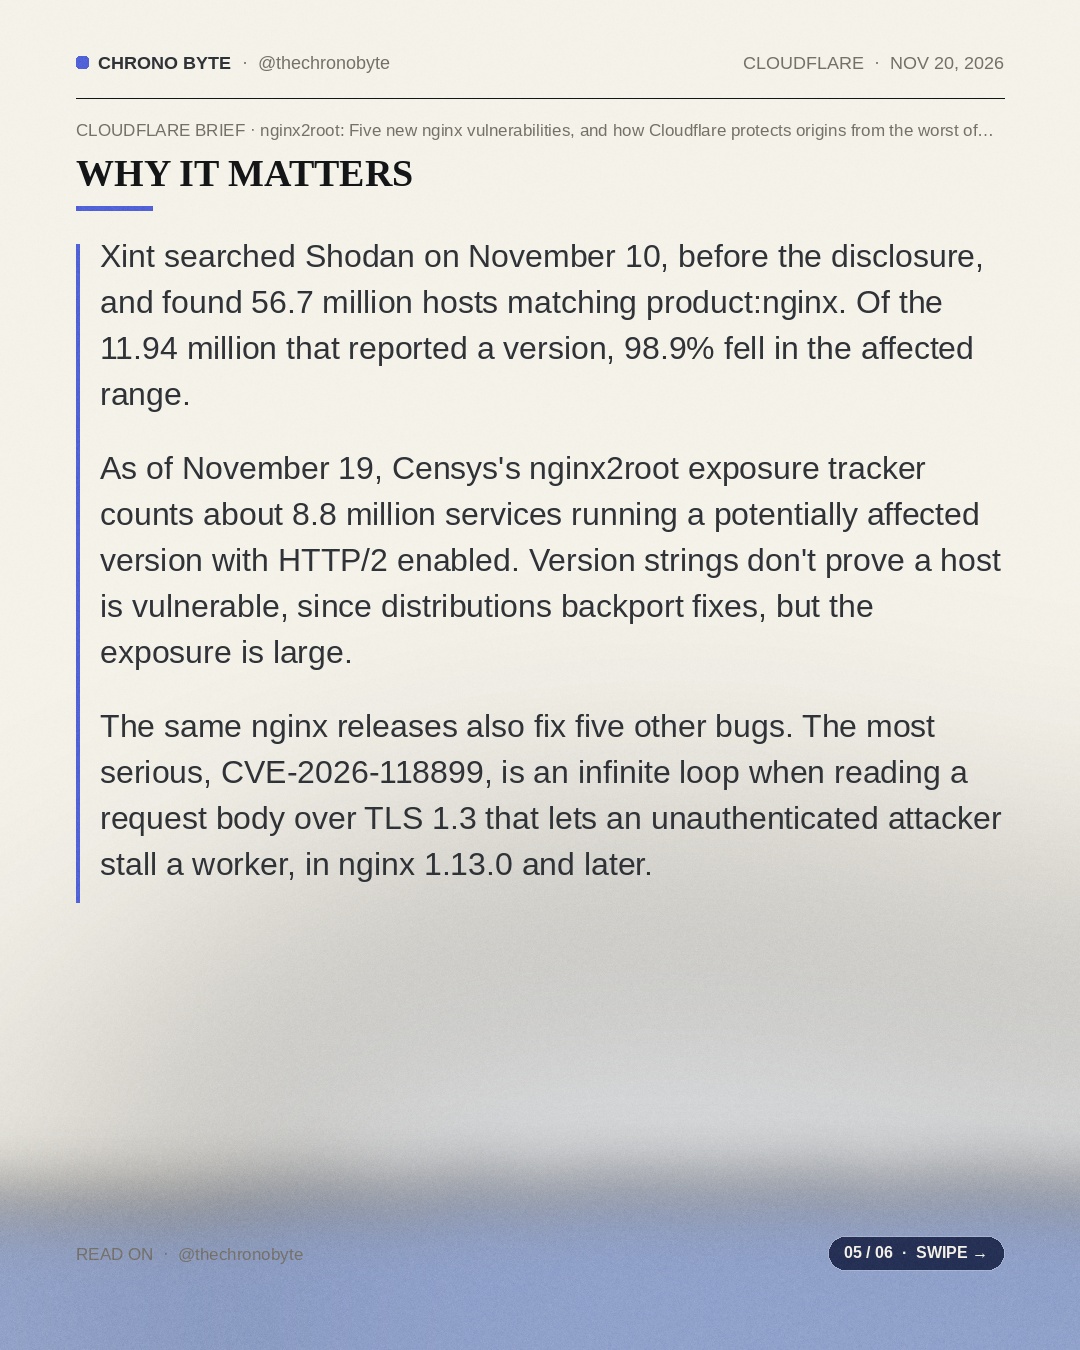 CHRONO BYTE · @thechronobyte
CLOUDFLARE · NOV 20, 2026
CLOUDFLARE BRIEF · nginx2root: Five new nginx vulnerabilities, and how Cloudflare protects origins from the worst of…
WHY IT MATTERS
Xint searched Shodan on November 10, before the disclosure,
and found 56.7 million hosts matching product:nginx. Of the
11.94 million that reported a version, 98.9% fell in the affected
range.
As of November 19, Censys's nginx2root exposure tracker
counts about 8.8 million services running a potentially affected
version with HTTP/2 enabled. Version strings don't prove a host
is vulnerable, since distributions backport fixes, but the
exposure is large.
The same nginx releases also fix five other bugs. The most
serious, CVE-2026-118899, is an infinite loop when reading a
request body over TLS 1.3 that lets an unauthenticated attacker
stall a worker, in nginx 1.13.0 and later.
READ ON · @thechronobyte
05 / 06 · SWIPE →